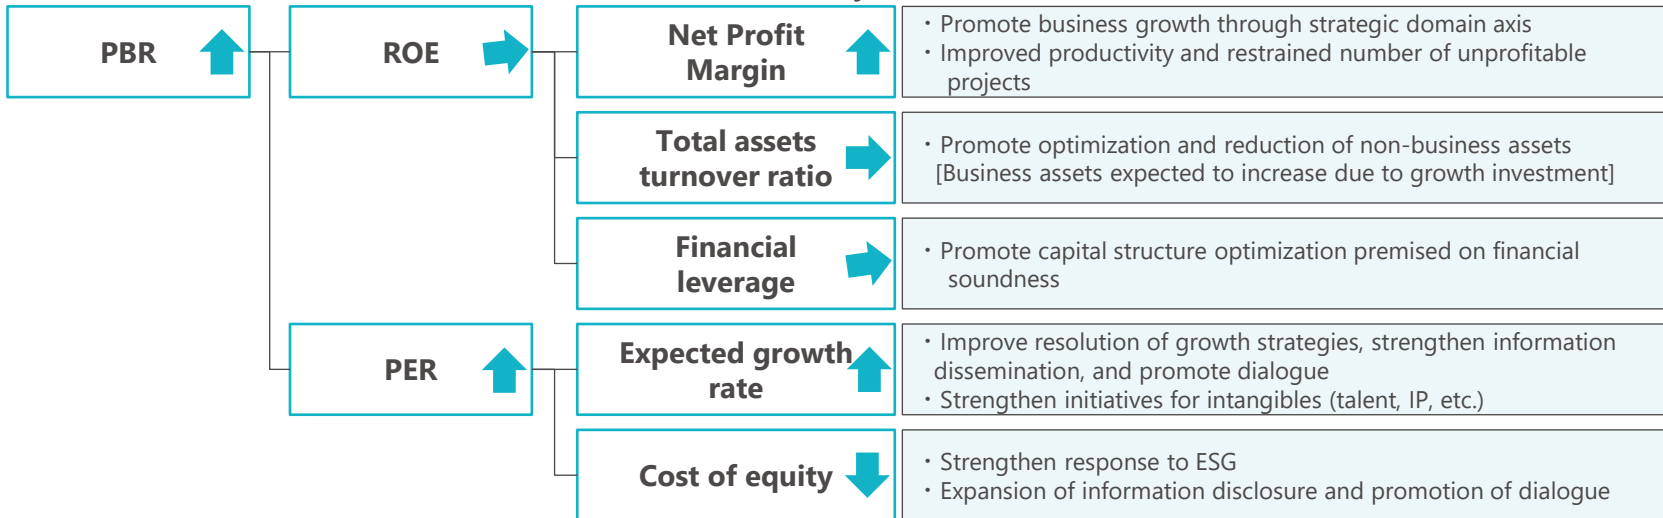 PBR
ROE
Net Profit
Margin
・Promote business growth through strategic domain axis
・Improved productivity and restrained number of unprofitable
projects
Total assets
turnover ratio
・Promote optimization and reduction of non-business assets
[Business assets expected to increase due to growth investment]
Financial
leverage
・Promote capital structure optimization premised on financial
soundness
PER
Expected growth
rate
・Improve resolution of growth strategies, strengthen information
dissemination, and promote dialogue
・Strengthen initiatives for intangibles (talent, IP, etc.)
Cost of equity
・Strengthen response to ESG
・Expansion of information disclosure and promotion of dialogue